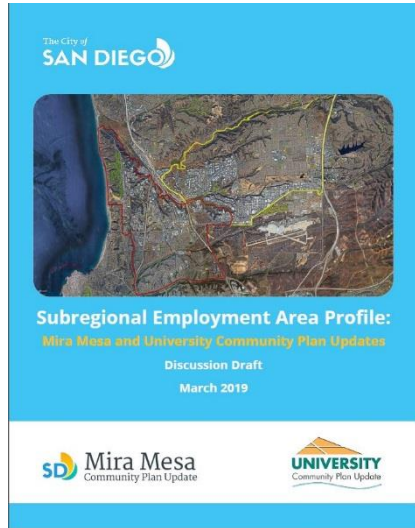 The City of
SAN DIEGO
Subregional Employment Area Profile:
Mira Mesa and University Community Plan Updates
Discussion Draft
March 2019
SD Mira Mesa
Community Plan Update
UNIVERSITY
Community Plan Update